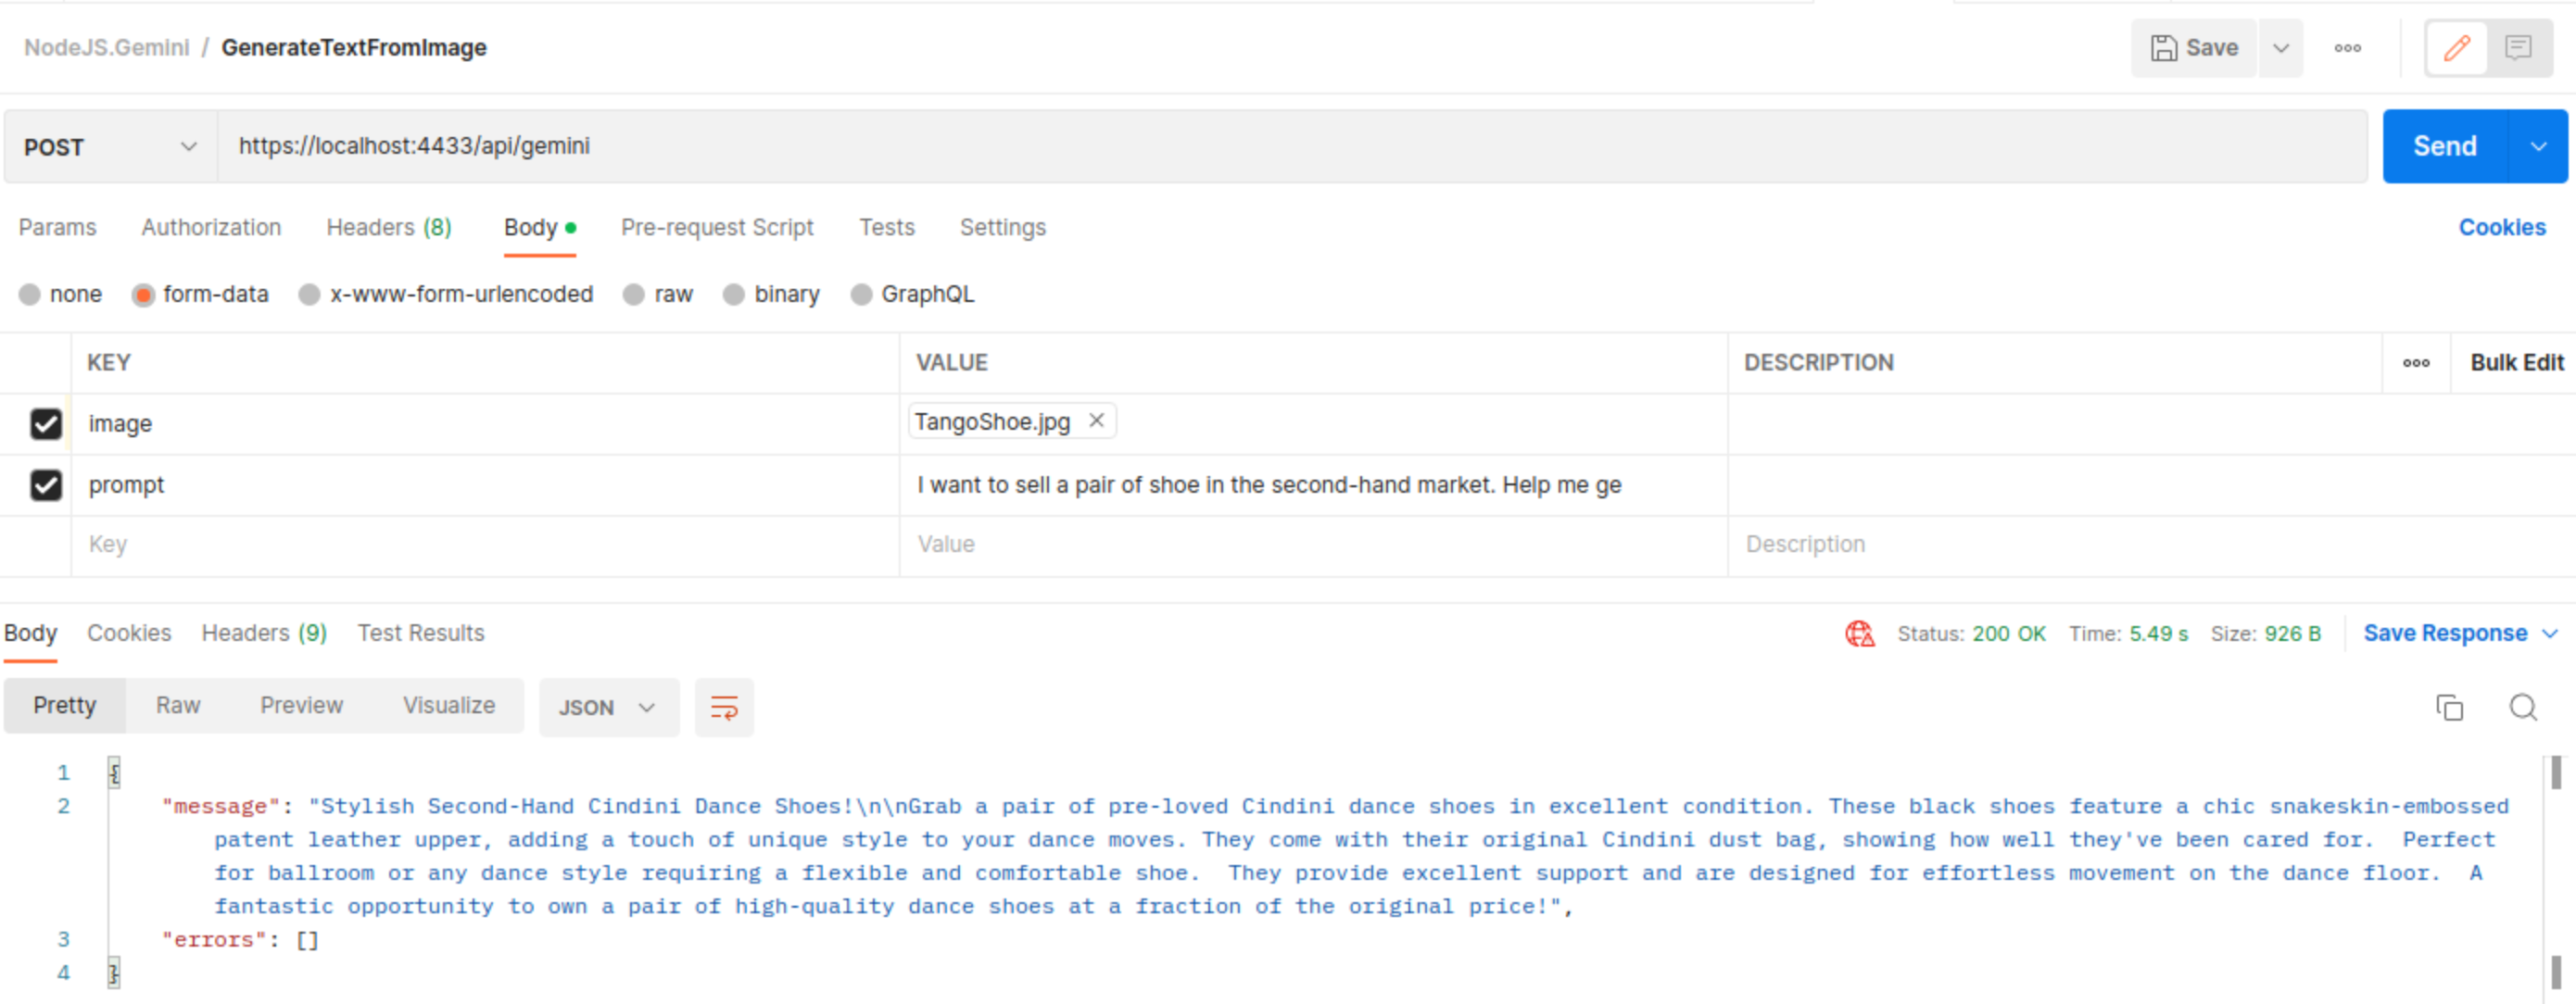 NodeJS.Gemini / GenerateTextFromImage
Save
POST
https://localhost:4433/api/gemini
Send
Params Authorization Headers (8) Body Pre-request Script Tests Settings Cookies
none form-data x-www-form-urlencoded raw binary GraphQL
KEY VALUE DESCRIPTION Bulk Edit
image TangoShoe.jpg
prompt I want to sell a pair of shoe in the second-hand market. Help me ge
Key Value Description
Body Cookies Headers (9) Test Results Status: 200 OK Time: 5.49 s Size: 926 B Save Response
Pretty Raw Preview Visualize JSON
1 {
2 "message": "Stylish Second-Hand Cindini Dance Shoes!\n\nGrab a pair of pre-loved Cindini dance shoes in excellent condition. These black shoes feature a chic snakeskin-embossed
patent leather upper, adding a touch of unique style to your dance moves. They come with their original Cindini dust bag, showing how well they've been cared for.  Perfect
for ballroom or any dance style requiring a flexible and comfortable shoe.  They provide excellent support and are designed for effortless movement on the dance floor.  A
fantastic opportunity to own a pair of high-quality dance shoes at a fraction of the original price!",
3 "errors": []
4 }